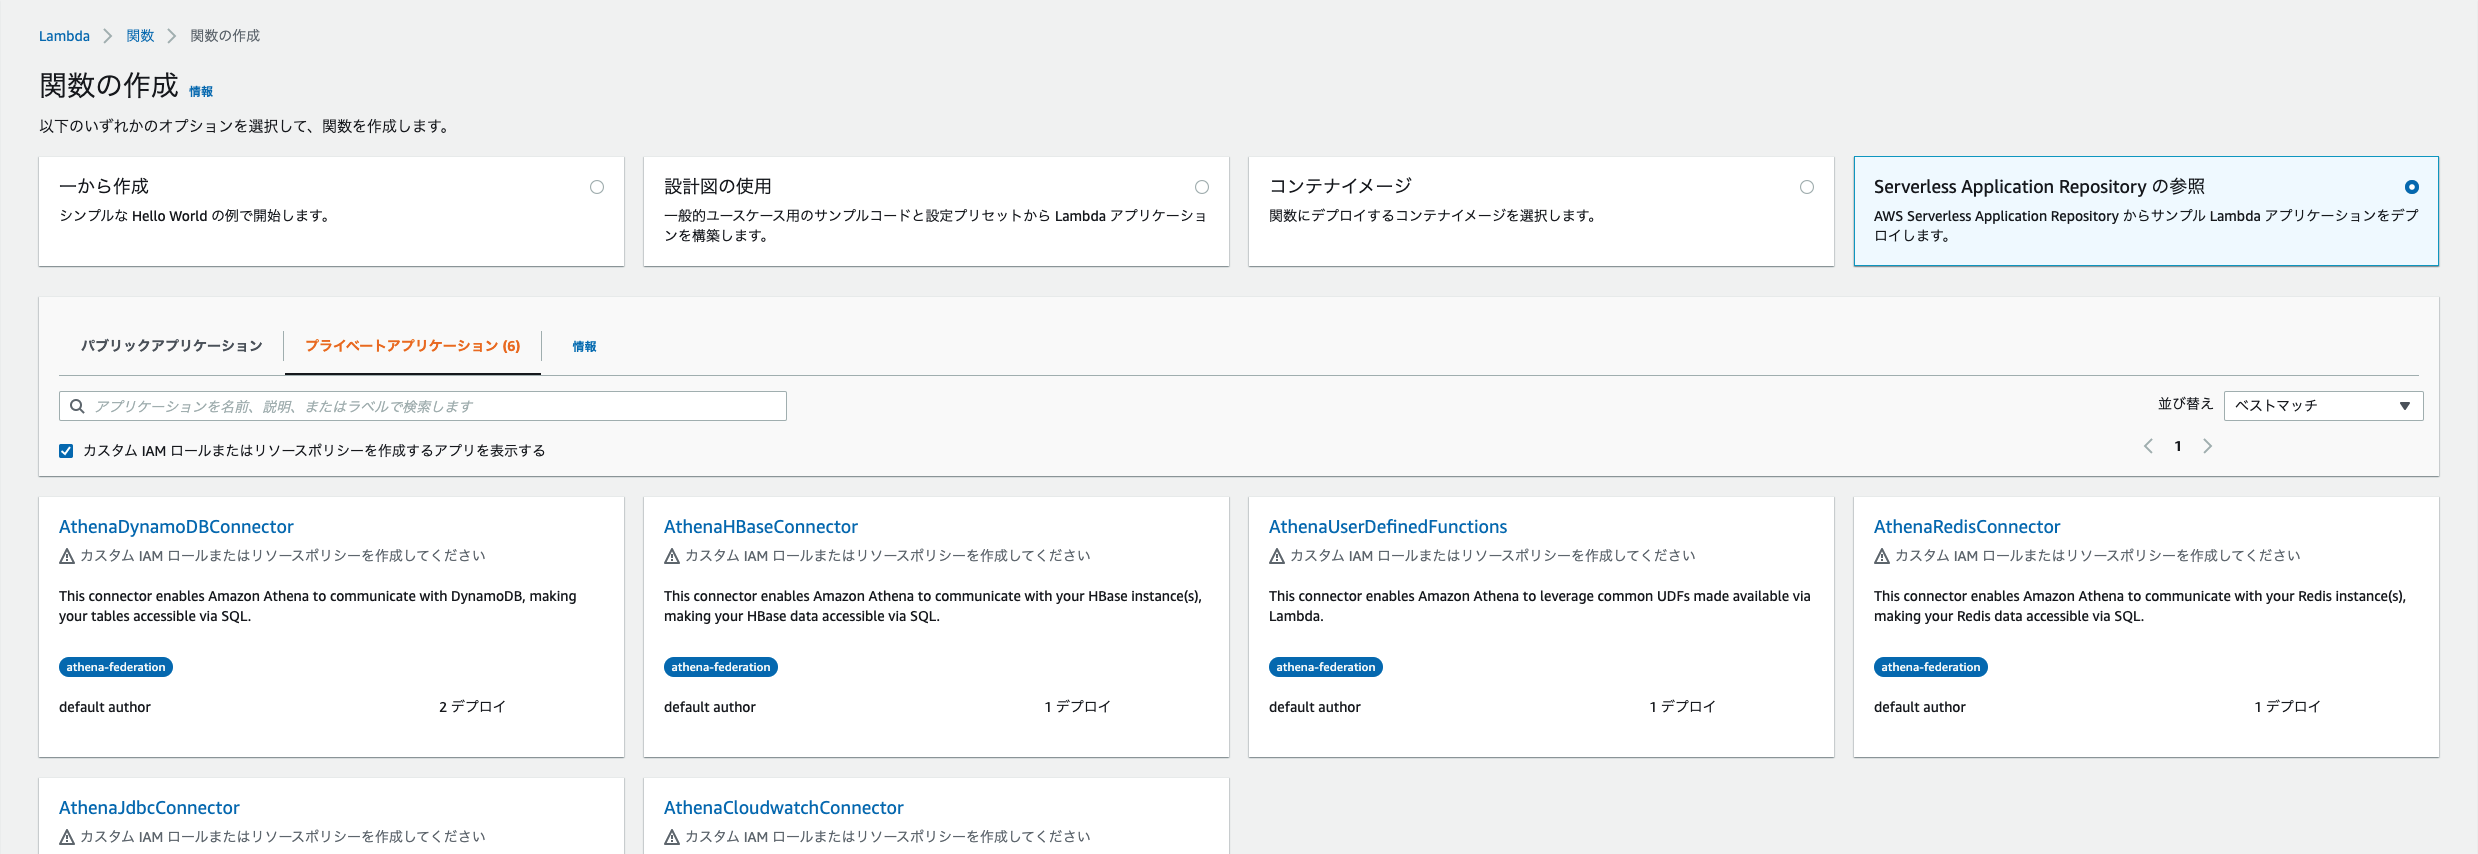 Lambda 関数 関数の作成
関数の作成 情報
以下のいずれかのオプションを選択して、関数を作成します。
一から作成
シンプルな Hello World の例で開始します。
設計図の使用
一般的ユースケース用のサンプルコードと設定プリセットから Lambda アプリケーショ
ンを構築します。
コンテナイメージ
関数にデプロイするコンテナイメージを選択します。
Serverless Application Repository の参照
AWS Serverless Application Repository からサンプル Lambda アプリケーションをデプ
ロイします。
パブリックアプリケーション プライベートアプリケーション (6) 情報
アプリケーションを名前、説明、またはラベルで検索します
並び替え ベストマッチ
カスタム IAM ロールまたはリソースポリシーを作成するアプリを表示する
1
AthenaDynamoDBConnector
カスタム IAM ロールまたはリソースポリシーを作成してください
This connector enables Amazon Athena to communicate with DynamoDB, making
your tables accessible via SQL.
athena-federation
default author 2 デプロイ
AthenaHBaseConnector
カスタム IAM ロールまたはリソースポリシーを作成してください
This connector enables Amazon Athena to communicate with your HBase instance(s),
making your HBase data accessible via SQL.
athena-federation
default author 1 デプロイ
AthenaUserDefinedFunctions
カスタム IAM ロールまたはリソースポリシーを作成してください
This connector enables Amazon Athena to leverage common UDFs made available via
Lambda.
athena-federation
default author 1 デプロイ
AthenaRedisConnector
カスタム IAM ロールまたはリソースポリシーを作成してください
This connector enables Amazon Athena to communicate with your Redis instance(s),
making your Redis data accessible via SQL.
athena-federation
default author 1 デプロイ
AthenaJdbcConnector
カスタム IAM ロールまたはリソースポリシーを作成してください
AthenaCloudwatchConnector
カスタム IAM ロールまたはリソースポリシーを作成してください